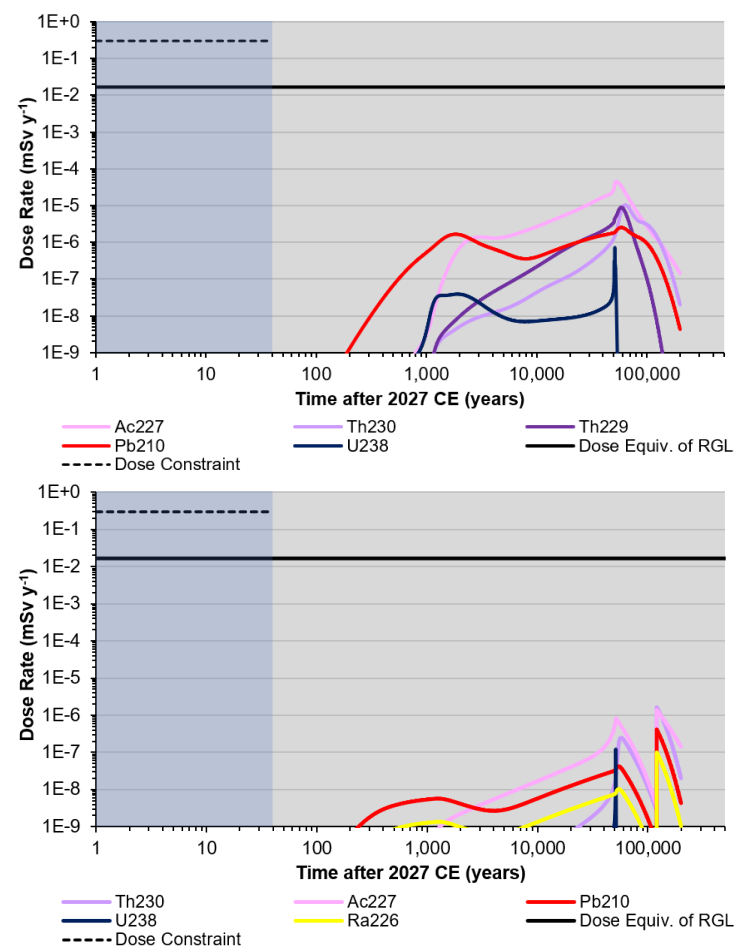 1E+0
1E-1
1E-2
1E-3
1E-4
1E-5
1E-6
1E-7
1E-8
1E-9
Dose Rate (mSv y-1)
1 10 100 1,000 10,000 100,000
Time after 2027 CE (years)
Ac227 Th230 Th229
Pb210 U238 Dose Equiv. of RGL
Dose Constraint
1E+0
1E-1
1E-2
1E-3
1E-4
1E-5
1E-6
1E-7
1E-8
1E-9
Dose Rate (mSv y-1)
1 10 100 1,000 10,000 100,000
Time after 2027 CE (years)
Th230 Ac227 Pb210
U238 Ra226 Dose Equiv. of RGL
Dose Constraint